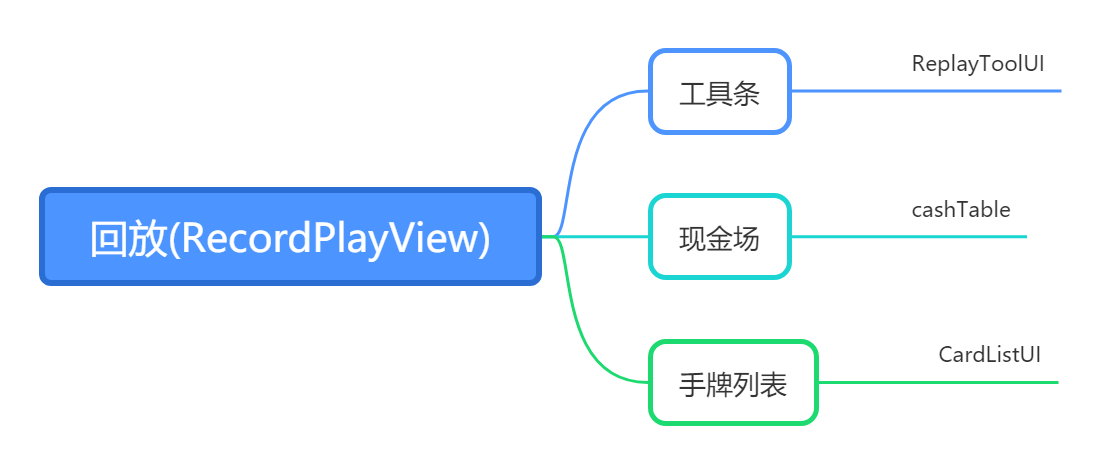 回放(RecordPlayView)
工具条
ReplayToolUI
现金场
cashTable
手牌列表
CardListUI